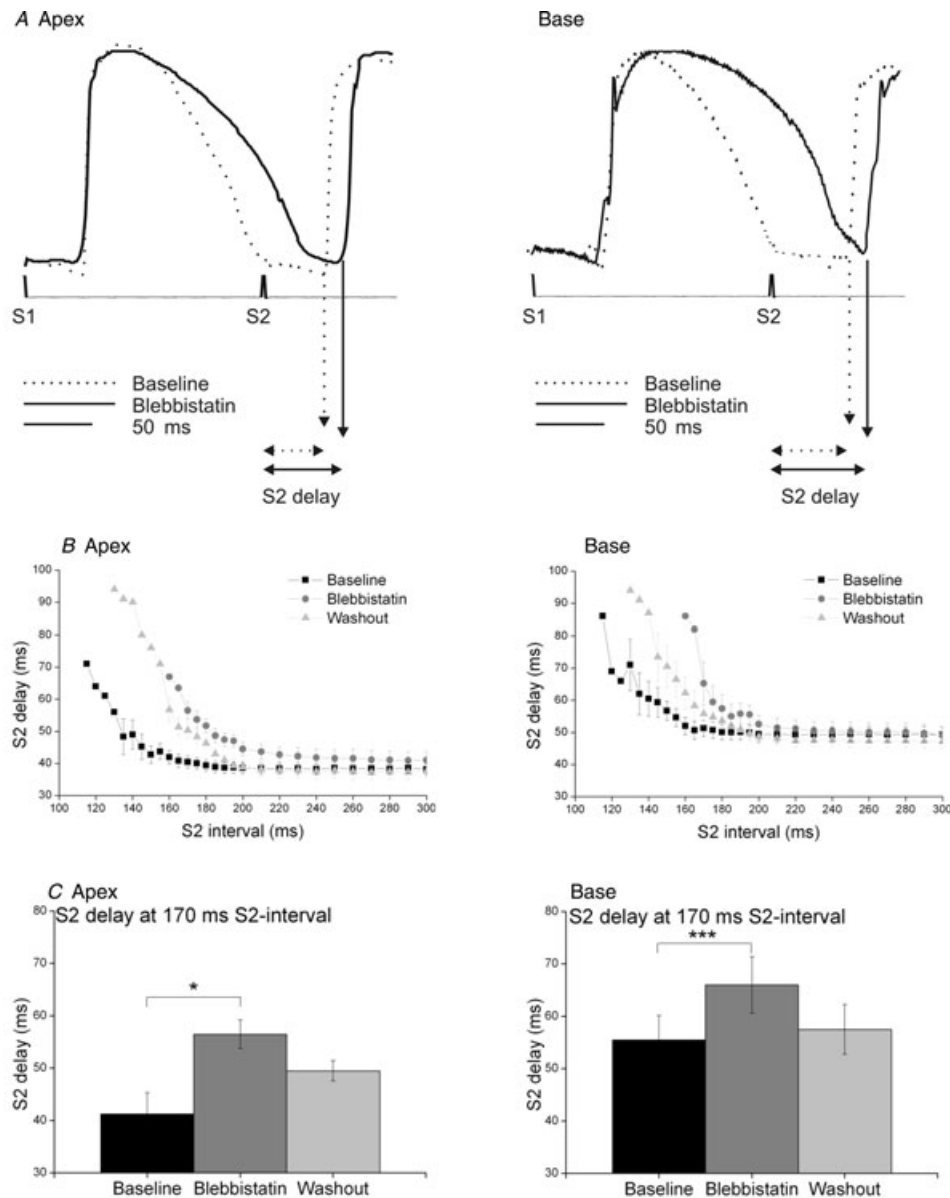 A Apex
Base
S1
S2
S1
S2
Baseline
Blebbistatin
50 ms
S2 delay
Baseline
Blebbistatin
50 ms
S2 delay
B Apex
Base
100
90
80
70
60
50
40
30
S2 delay (ms)
Baseline
Blebbistatin
Washout
100 120 140 160 180 200 220 240 260 280 300
S2 interval (ms)
100
90
80
70
60
50
40
30
S2 delay (ms)
Baseline
Blebbistatin
Washout
100 120 140 160 180 200 220 240 260 280 300
S2 interval (ms)
C Apex
S2 delay at 170 ms S2-interval
80
70
60
50
40
30
S2 delay (ms)
*
Baseline Blebbistatin Washout
Base
S2 delay at 170 ms S2-interval
80
70
60
50
40
30
S2 delay (ms)
***
Baseline Blebbistatin Washout